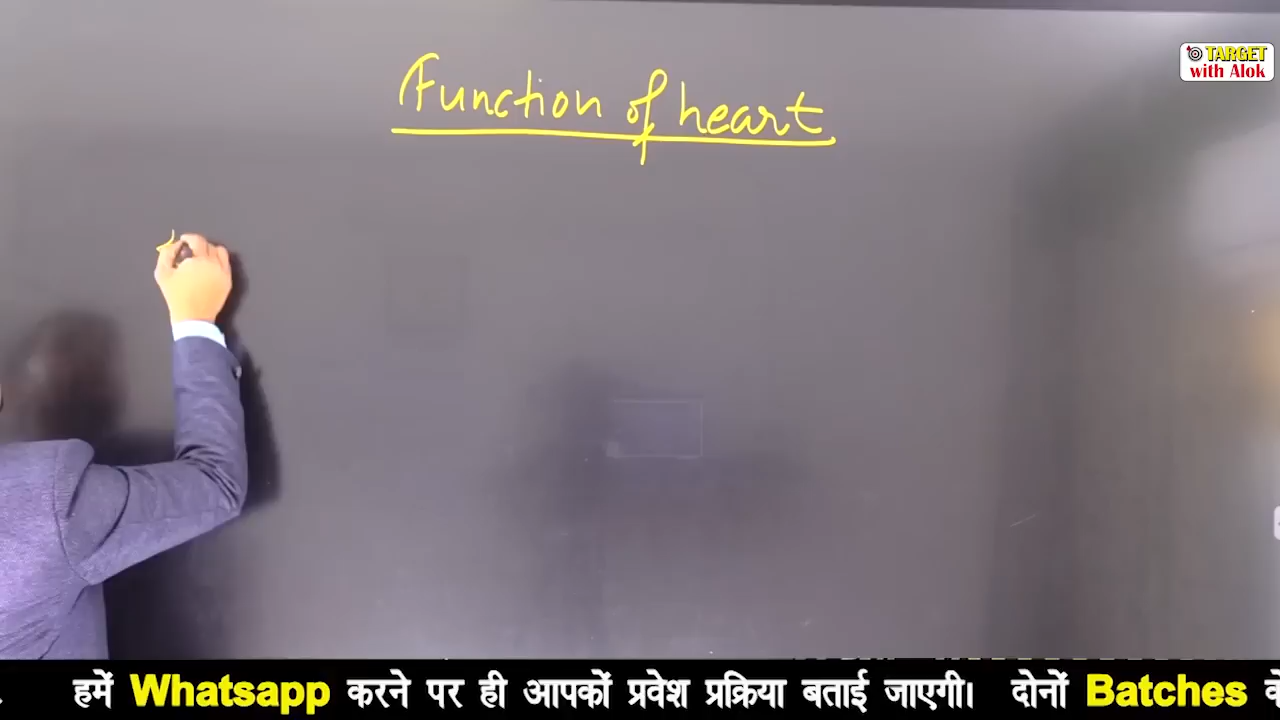 TARGET
with Alok
Function of heart
हमें Whatsapp करने पर ही आपकों प्रवेश प्रक्रिया बताई जाएगी। दोनों Batches